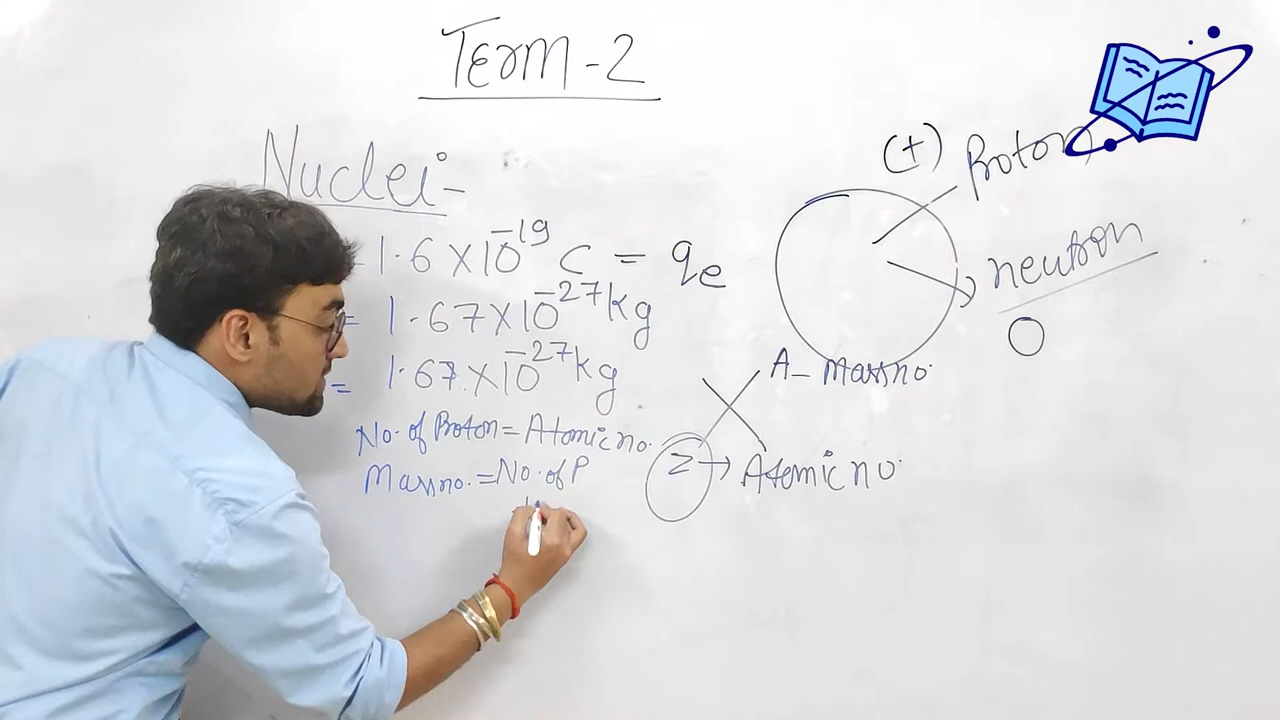 Term-2
Nuclei-
= 1.6 X 10^-19 C = qe
= 1.67 X 10^-27 kg
= 1.67 X 10^-27 kg
No. of Proton = Atomic no.
Mass no. = No. of P
(+) Proton
neutron
0
A - Mass no.
X
Z → Atomic no.